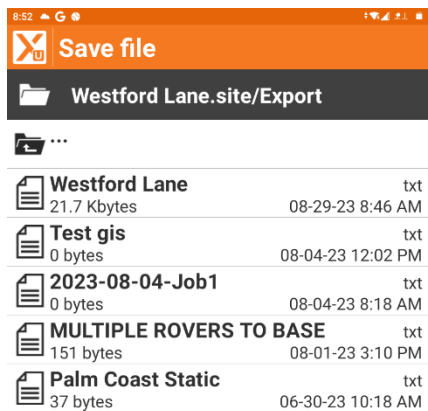 8:52 G
X U Save file
Westford Lane.site/Export
...
Westford Lane txt
21.7 Kbytes 08-29-23 8:46 AM
Test gis txt
0 bytes 08-04-23 12:02 PM
2023-08-04-Job1 txt
0 bytes 08-04-23 8:18 AM
MULTIPLE ROVERS TO BASE txt
151 bytes 08-01-23 3:10 PM
Palm Coast Static txt
37 bytes 06-30-23 10:18 AM